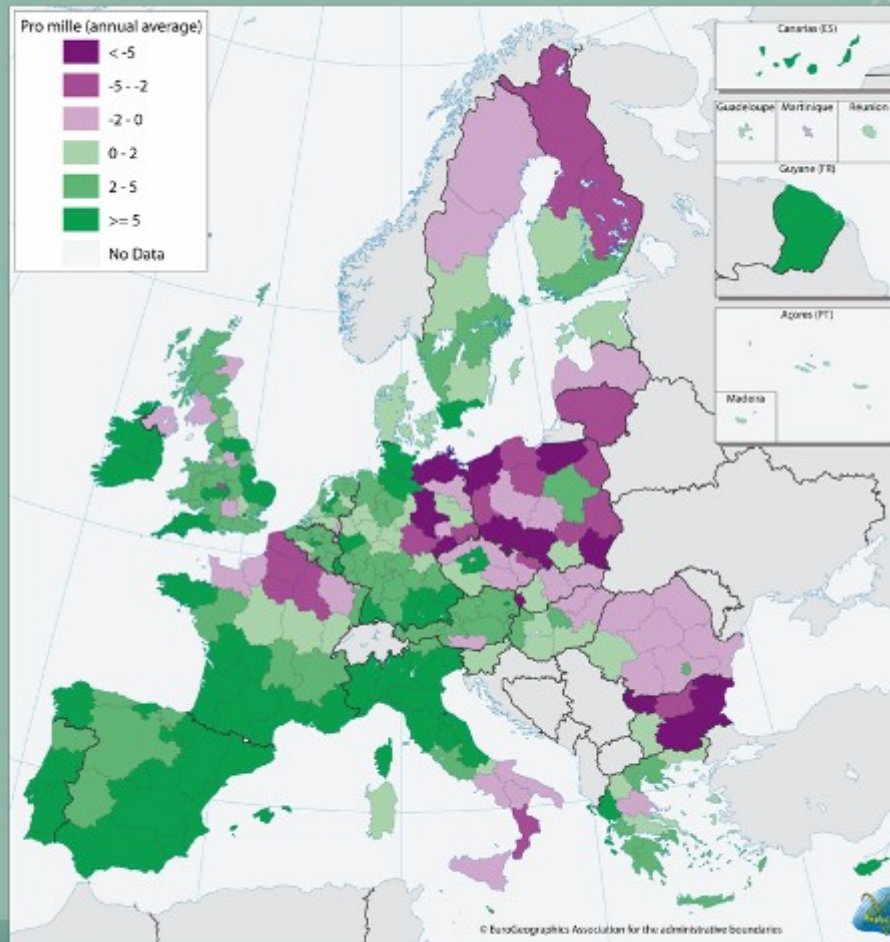 Pro mille (annual average)
< -5
-5 - -2
-2 - 0
0 - 2
2 - 5
>= 5
No Data
Canarias (ES)
Guadeloupe
Martinique
Réunion
Guyane (FR)
Açores (PT)
Madeira
© EuroGeographics Association for the administrative boundaries